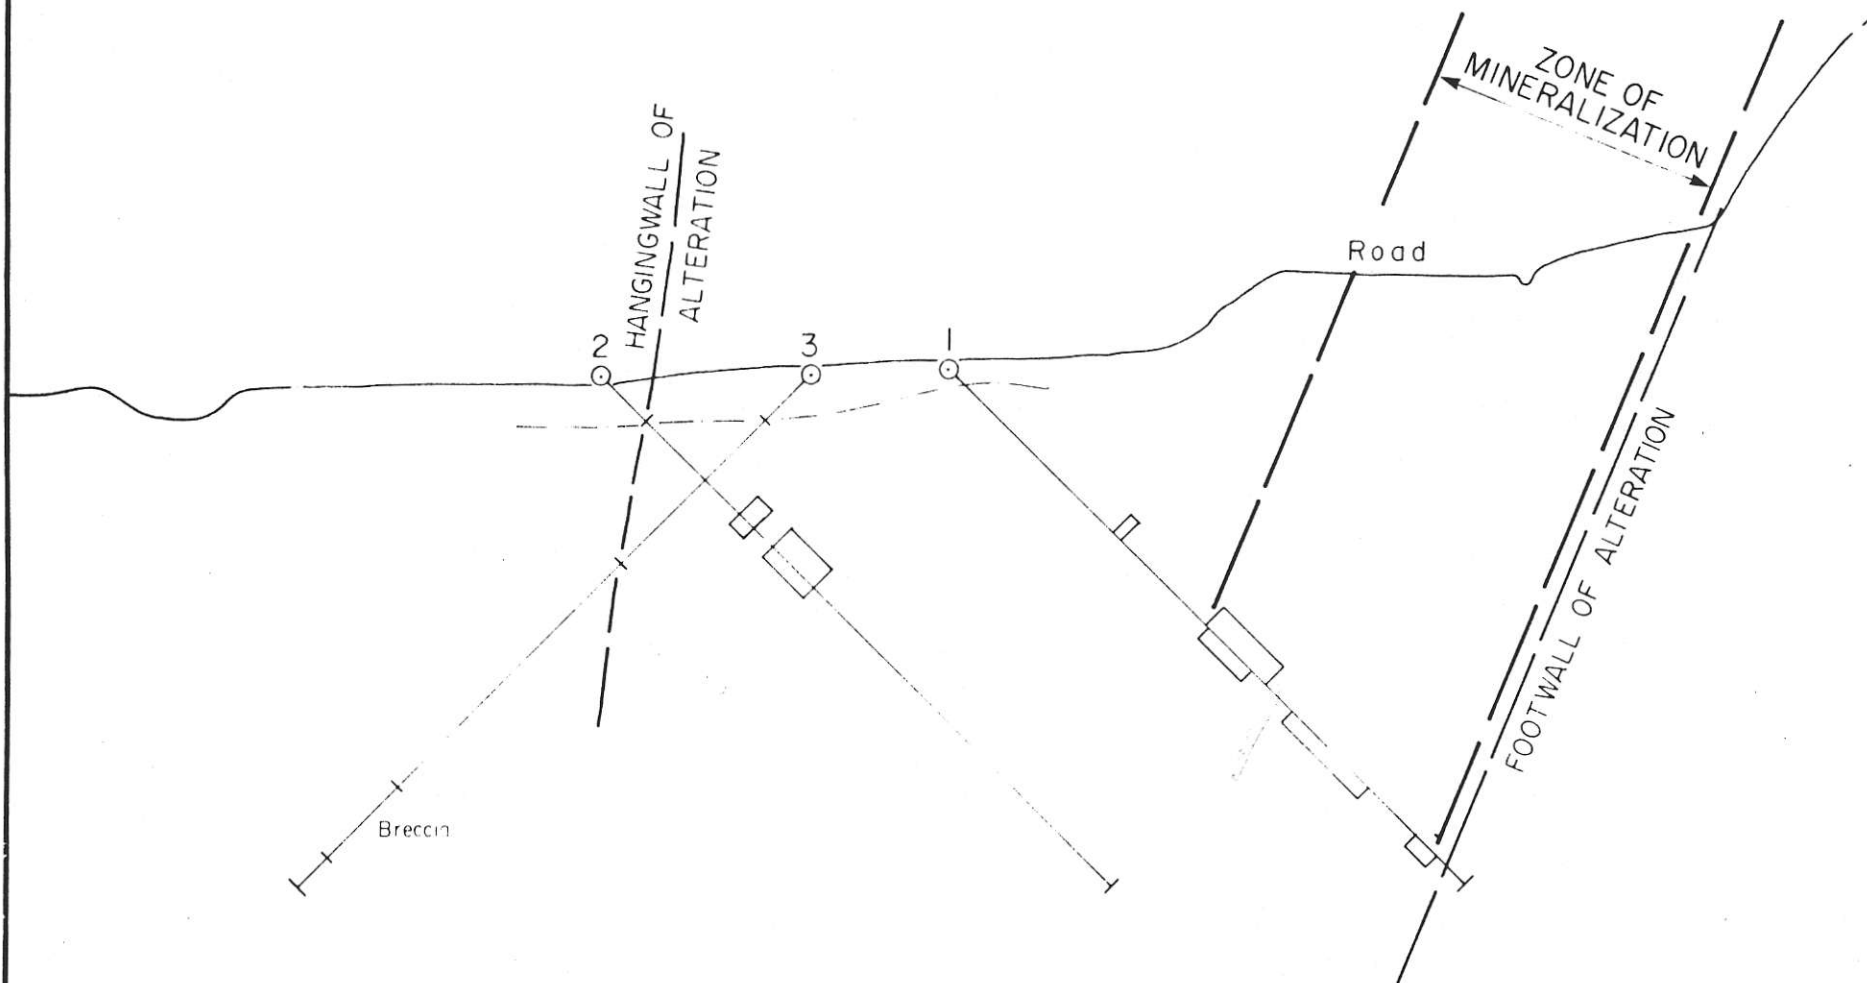 ZONE OF
MINERALIZATION
HANGINGWALL OF
ALTERATION
Road
2
3
1
FOOTWALL OF ALTERATION
Breccia